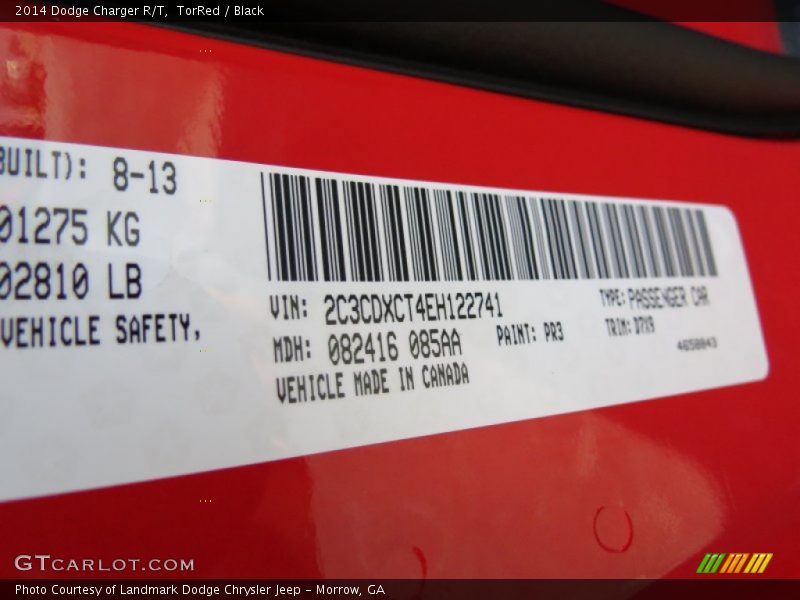 2014 Dodge Charger R/T, TorRed / Black
BUILT): 8-13
01275 KG
02810 LB
VEHICLE SAFETY,
VIN: 2C3CDXCT4EH122741
TYPE: PASSENGER CAR
MDH: 082416 085AA
PAINT: PR3
TRIM: D7X9
VEHICLE MADE IN CANADA
4658843
GTCARLOT.COM
Photo Courtesy of Landmark Dodge Chrysler Jeep - Morrow, GA